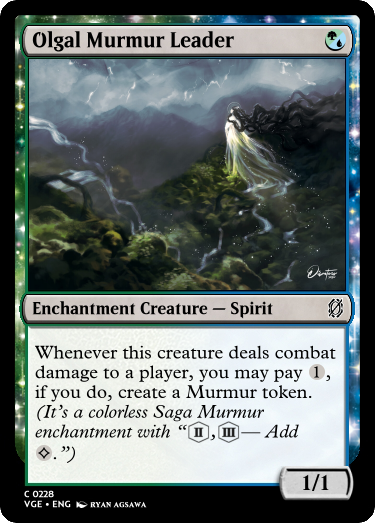 Olgal Murmur Leader
Enchantment Creature — Spirit
Whenever this creature deals combat
damage to a player, you may pay 1,
if you do, create a Murmur token.
(It's a colorless Saga Murmur
enchantment with “II, III— Add
C.”)
1/1
C 0228
VGE • ENG RYAN AGSAWA